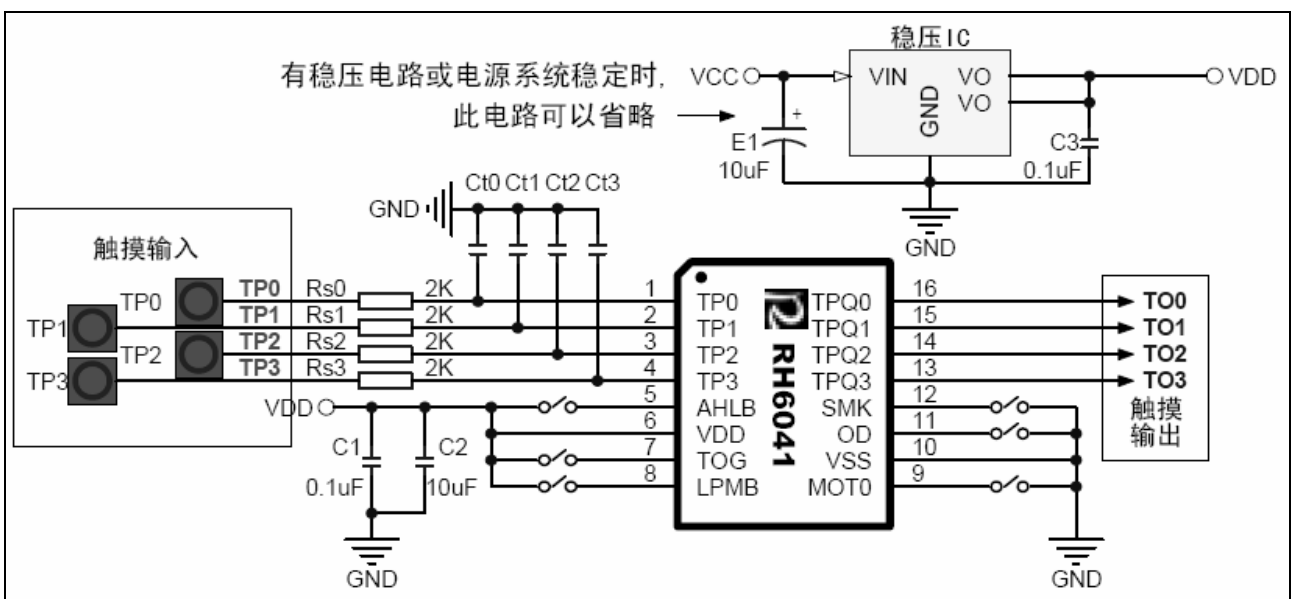 稳压IC
有稳压电路或电源系统稳定时,
此电路可以省略
VCC
VIN
VO
VO
GND
VDD
+
E1
10uF
C3
0.1uF
GND
Ct0 Ct1 Ct2 Ct3
GND
触摸输入
TP0
TP1
TP2
TP3
TP0 Rs0 2K 1
TP1 Rs1 2K 2
TP2 Rs2 2K 3
TP3 Rs3 2K 4
VDD
5
6
7
8
C1
0.1uF
C2
10uF
GND
TP0
TP1
TP2
TP3
AHLB
VDD
TOG
LPMB
RH6041
TPQ0
TPQ1
TPQ2
TPQ3
SMK
OD
VSS
MOT0
16
15
14
13
12
11
10
9
TO0
TO1
TO2
TO3
触摸
输出
GND